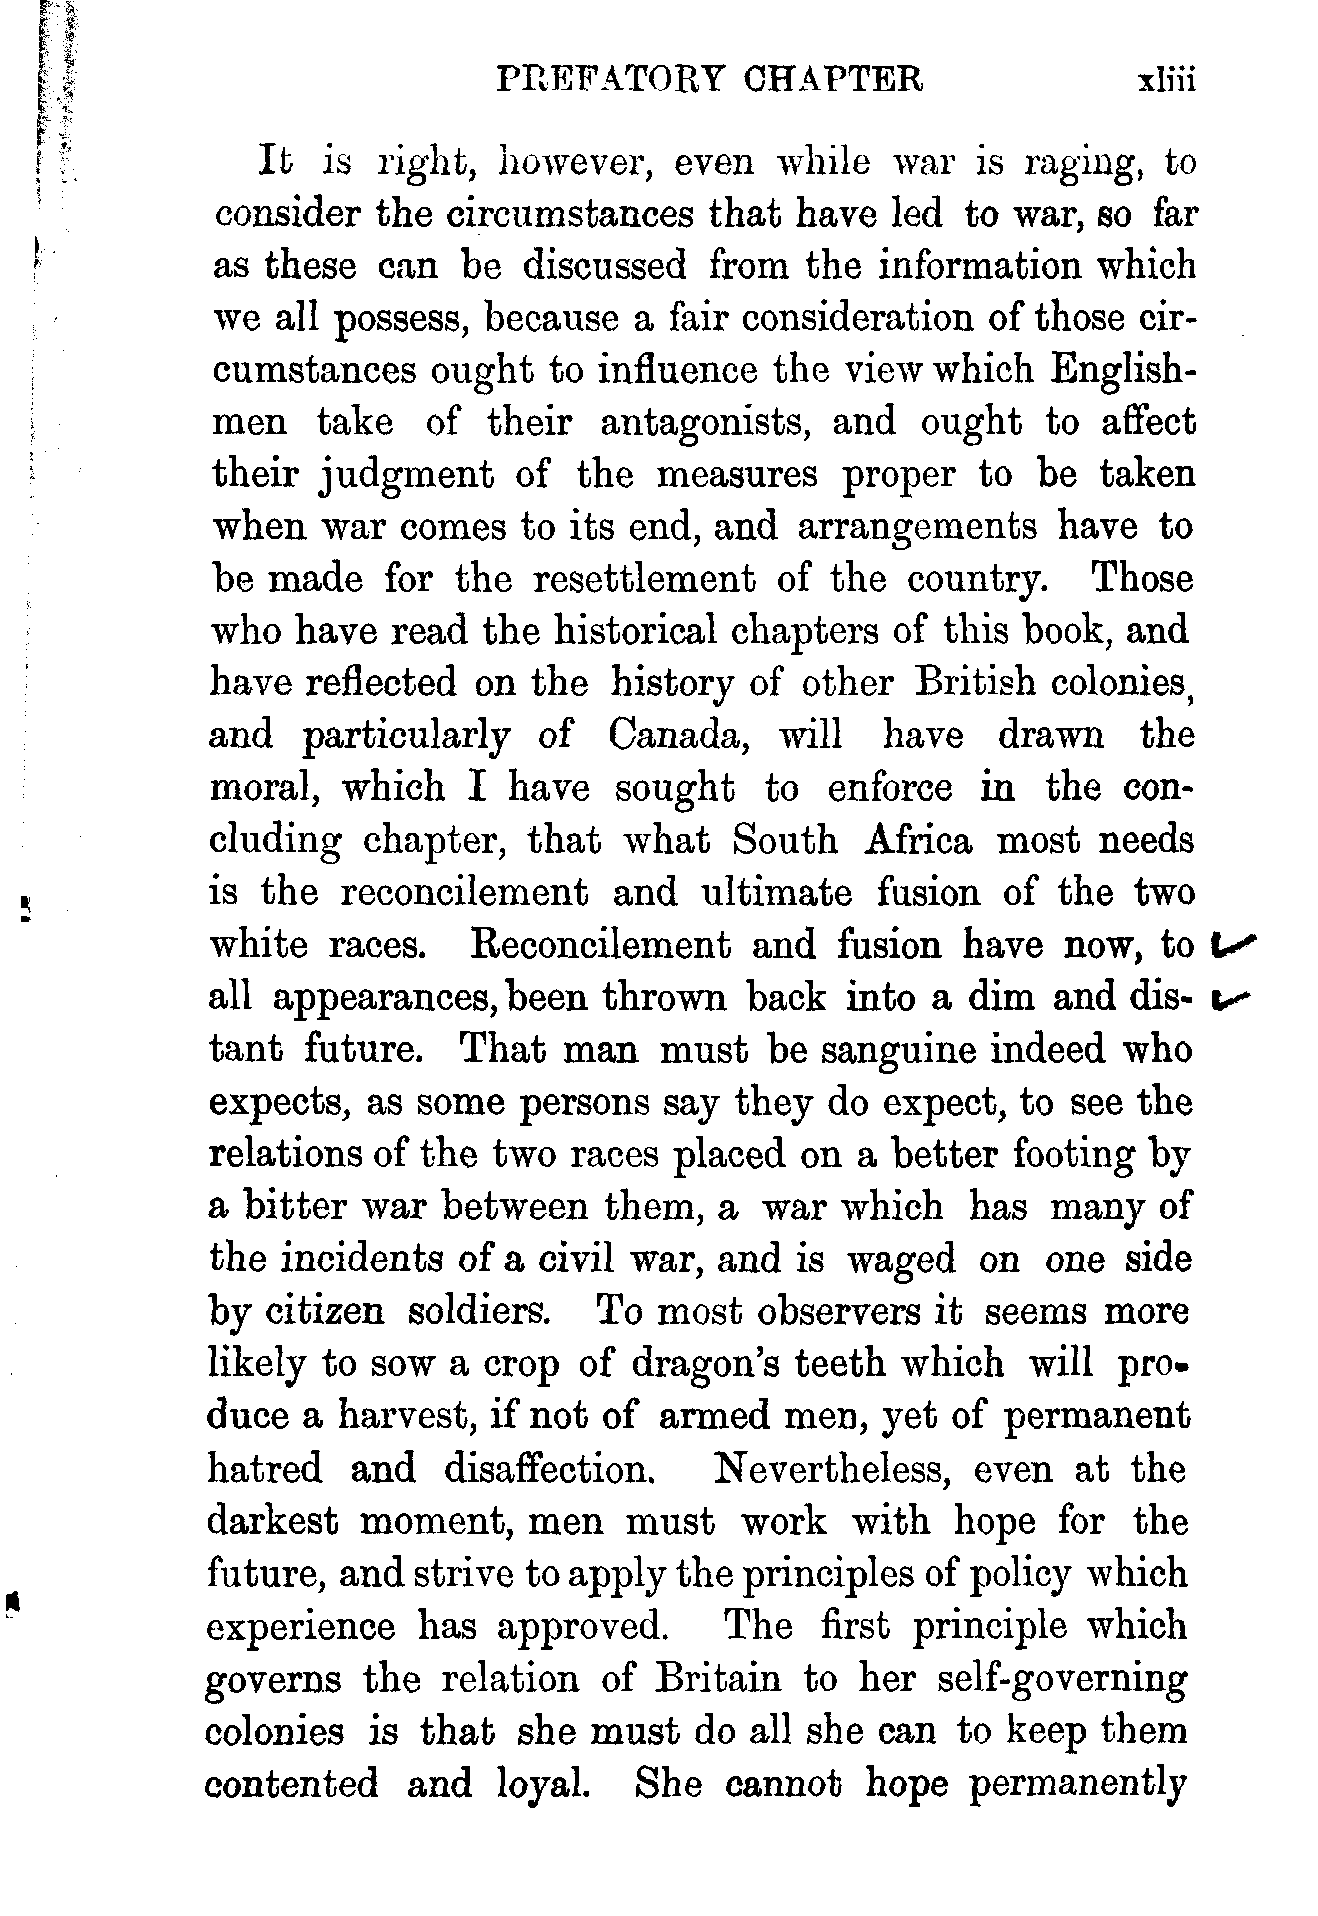 PREFATORY CHAPTER xliii
It is right, however, even while war is raging, to
consider the circumstances that have led to war, so far
as these can be discussed from the information which
we all possess, because a fair consideration of those cir-
cumstances ought to influence the view which English-
men take of their antagonists, and ought to affect
their judgment of the measures proper to be taken
when war comes to its end, and arrangements have to
be made for the resettlement of the country. Those
who have read the historical chapters of this book, and
have reflected on the history of other British colonies,
and particularly of Canada, will have drawn the
moral, which I have sought to enforce in the con-
cluding chapter, that what South Africa most needs
is the reconcilement and ultimate fusion of the two
white races. Reconcilement and fusion have now, to
all appearances, been thrown back into a dim and dis-
tant future. That man must be sanguine indeed who
expects, as some persons say they do expect, to see the
relations of the two races placed on a better footing by
a bitter war between them, a war which has many of
the incidents of a civil war, and is waged on one side
by citizen soldiers. To most observers it seems more
likely to sow a crop of dragon's teeth which will pro-
duce a harvest, if not of armed men, yet of permanent
hatred and disaffection. Nevertheless, even at the
darkest moment, men must work with hope for the
future, and strive to apply the principles of policy which
experience has approved. The first principle which
governs the relation of Britain to her self-governing
colonies is that she must do all she can to keep them
contented and loyal. She cannot hope permanently